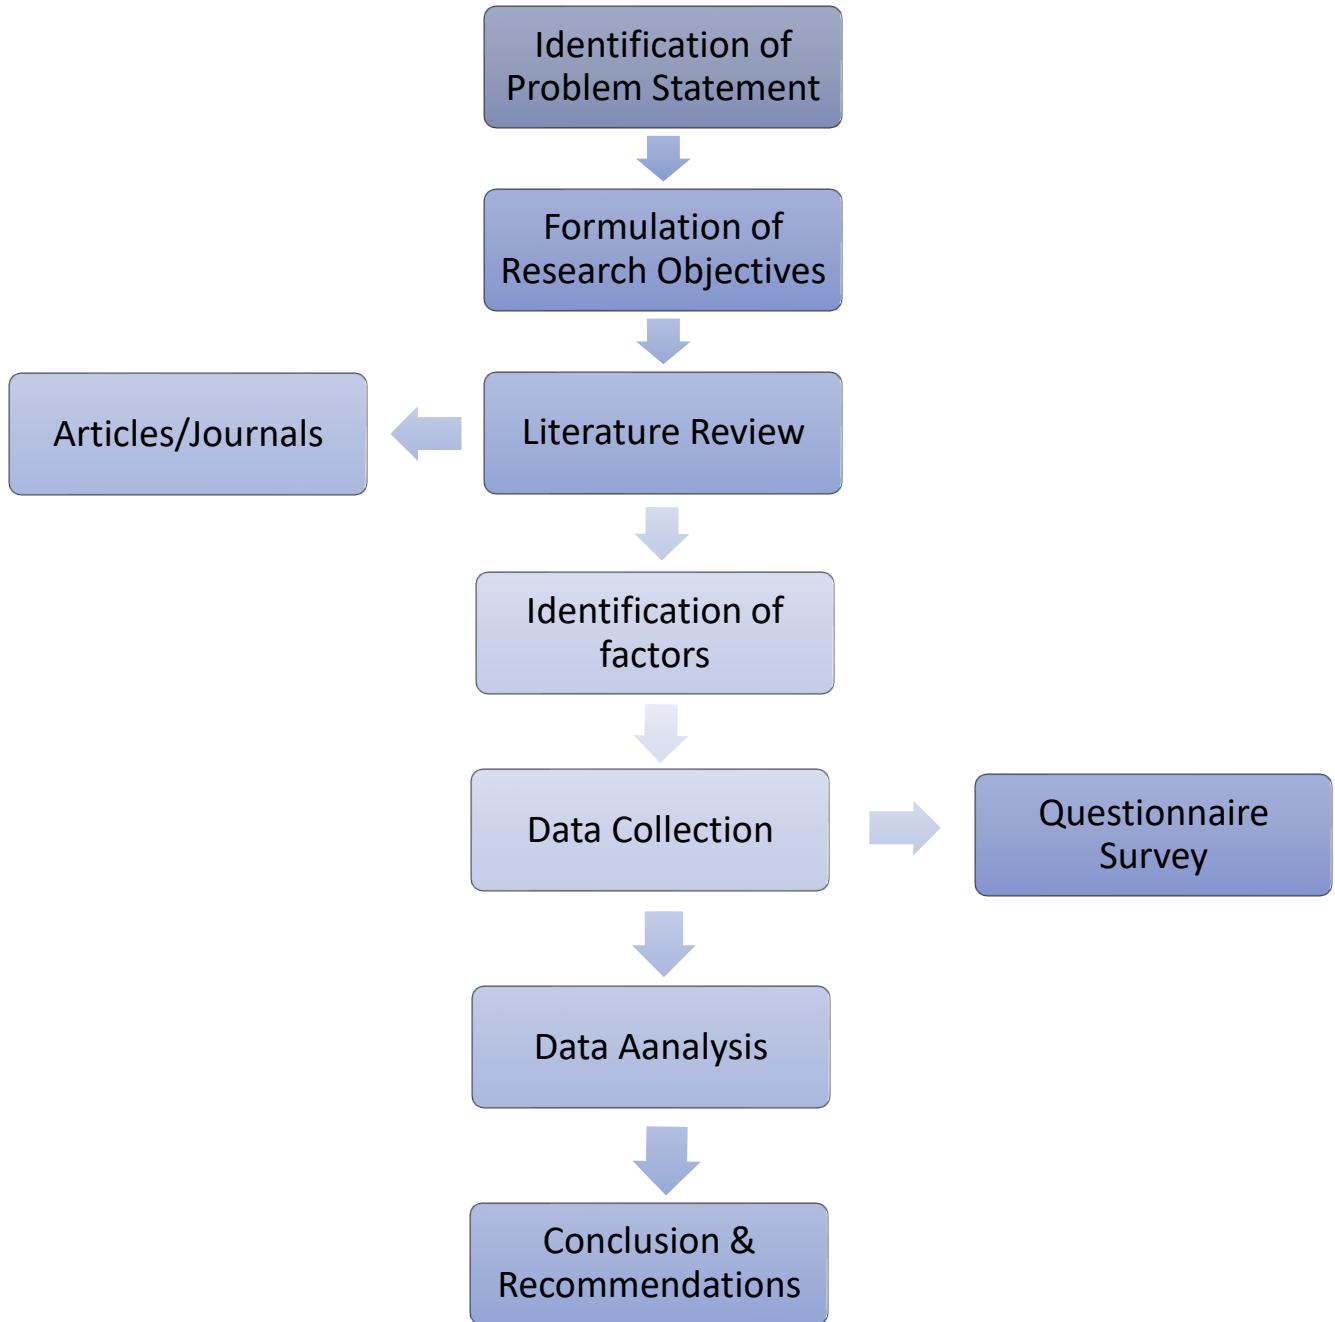 Identification of
Problem Statement
Formulation of
Research Objectives
Articles/Journals
Literature Review
Identification of
factors
Data Collection
Questionnaire
Survey
Data Aanalysis
Conclusion &
Recommendations